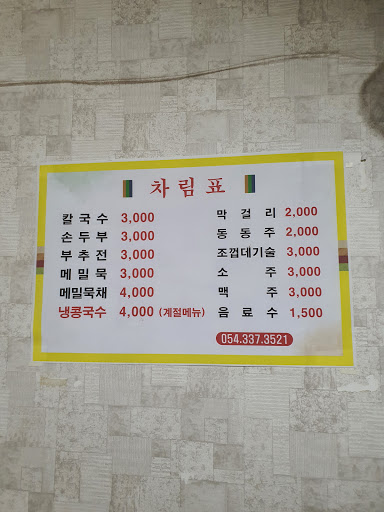 차림표
칼국수 3,000
손두부 3,000
부추전 3,000
메밀묵 3,000
메밀묵채 4,000
냉콩국수 4,000 (계절메뉴)
막걸리 2,000
동동주 2,000
조껍데기술 3,000
소주 3,000
맥주 3,000
음료수 1,500
054.337.3521